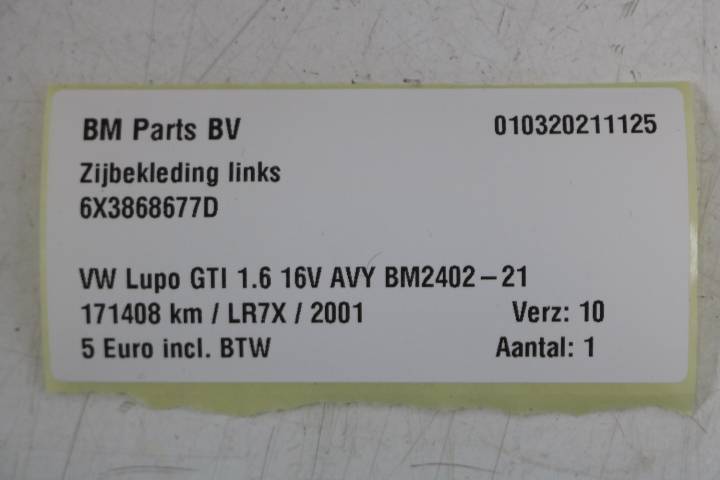 BM Parts BV 010320211125
Zijbekleding links
6X3868677D
VW Lupo GTI 1.6 16V AVY BM2402-21
171408 km / LR7X / 2001 Verz: 10
5 Euro incl. BTW Aantal: 1